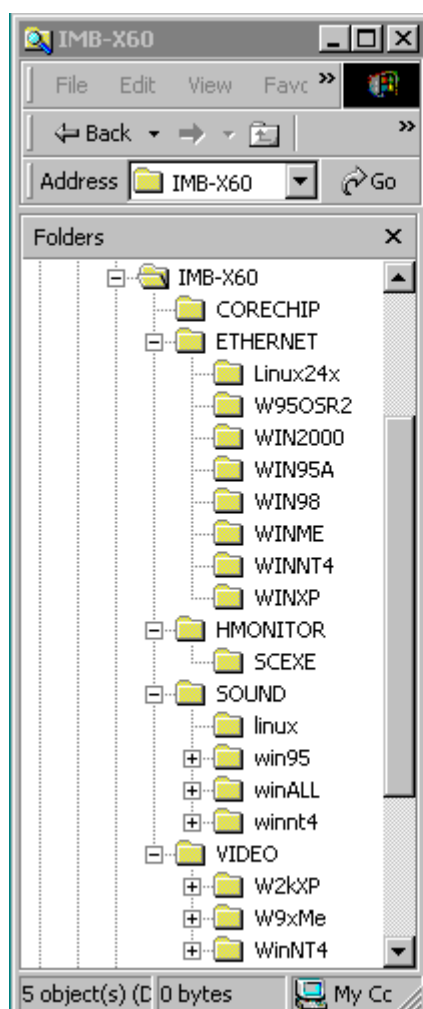 IMB-X60
File Edit View Favc »
Back »
Address IMB-X60 Go
Folders
IMB-X60
CORECHIP
ETHERNET
Linux24x
W95OSR2
WIN2000
WIN95A
WIN98
WINME
WINNT4
WINXP
HMONITOR
SCEXE
SOUND
linux
win95
winALL
winnt4
VIDEO
W2kXP
W9xMe
WinNT4
5 object(s) (D 0 bytes My Cc